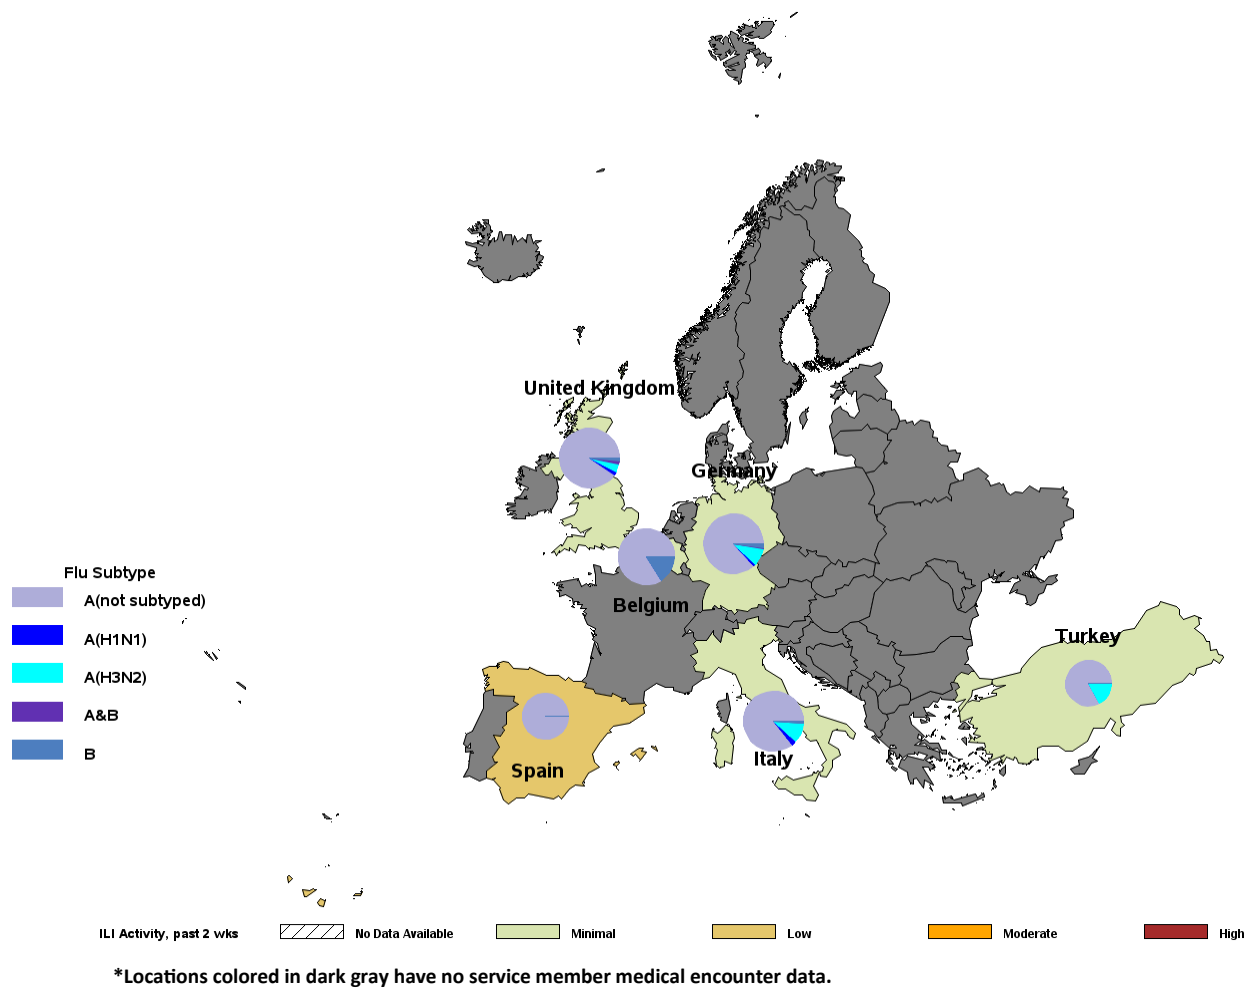 United Kingdom
Germany
Belgium
Flu Subtype
A(not subtyped)
A(H1N1)
A(H3N2)
A&B
B
Turkey
Italy
Spain
ILI Activity, past 2 wks
No Data Available
Minimal
Low
Moderate
High
*Locations colored in dark gray have no service member medical encounter data.